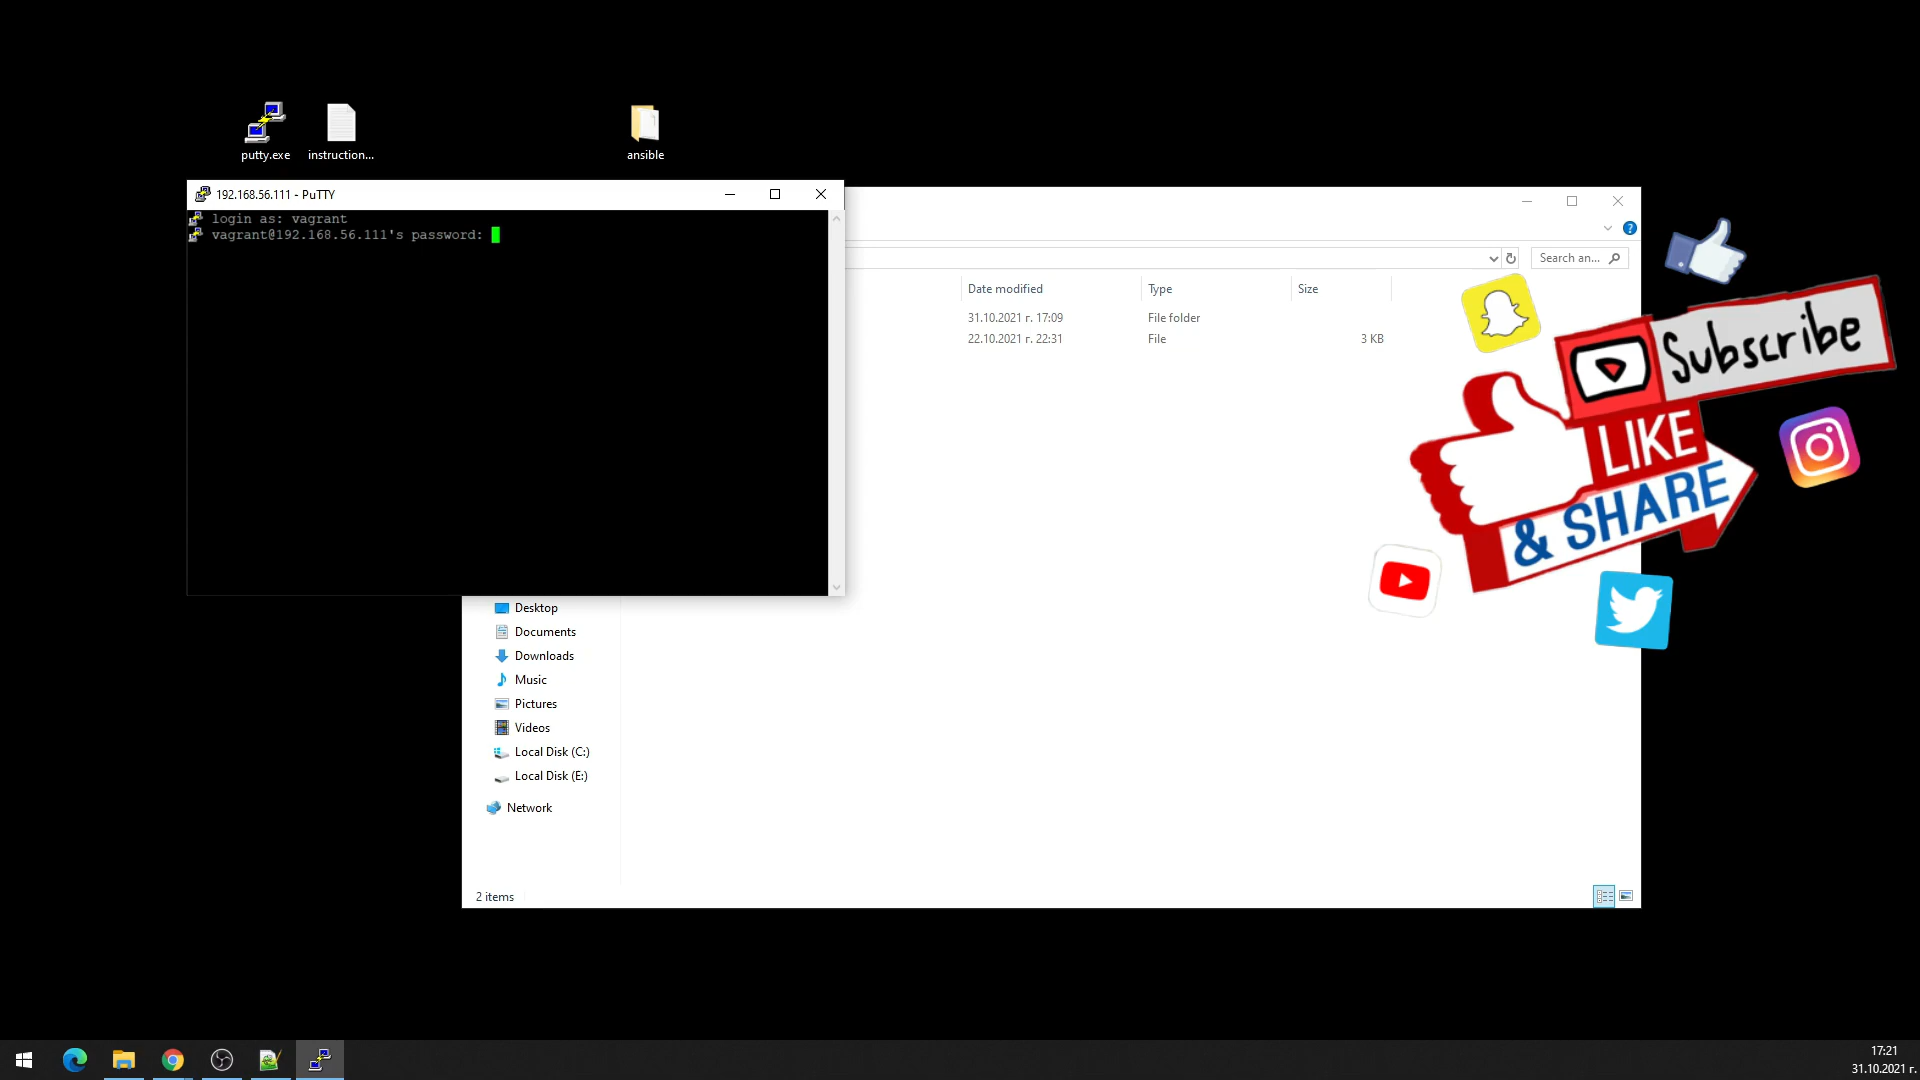 putty.exe
instruction...
ansible
192.168.56.111 - PuTTY
login as: vagrant
vagrant@192.168.56.111's password:
Search an...
Date modified
Type
Size
31.10.2021 г. 17:09
File folder
22.10.2021 г. 22:31
File
3 KB
Subscribe
LIKE
& SHARE
Desktop
Documents
Downloads
Music
Pictures
Videos
Local Disk (C:)
Local Disk (E:)
Network
2 items
17:21
31.10.2021 г.